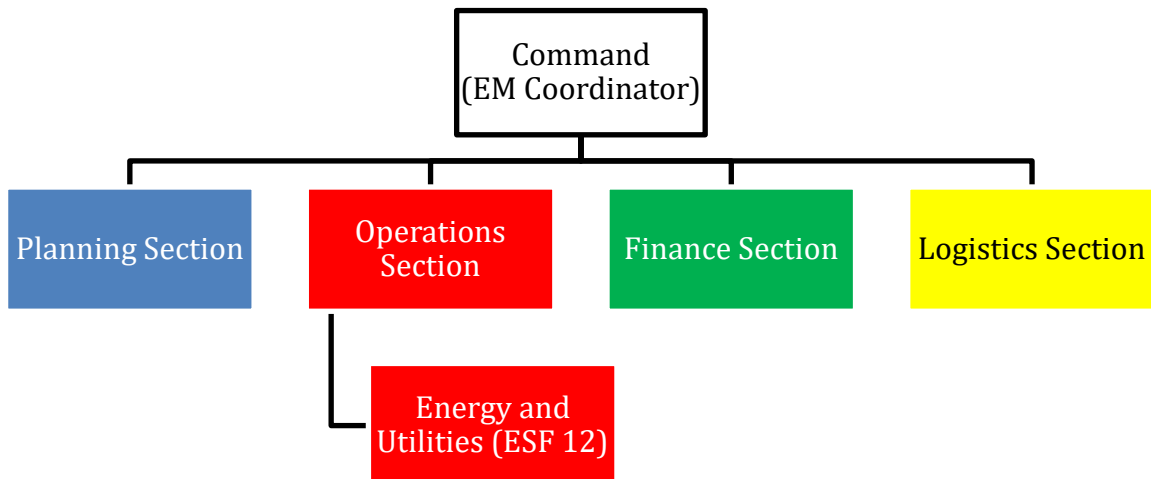 Command
(EM Coordinator)
Planning Section
Operations
Section
Finance Section
Logistics Section
Energy and
Utilities (ESF 12)